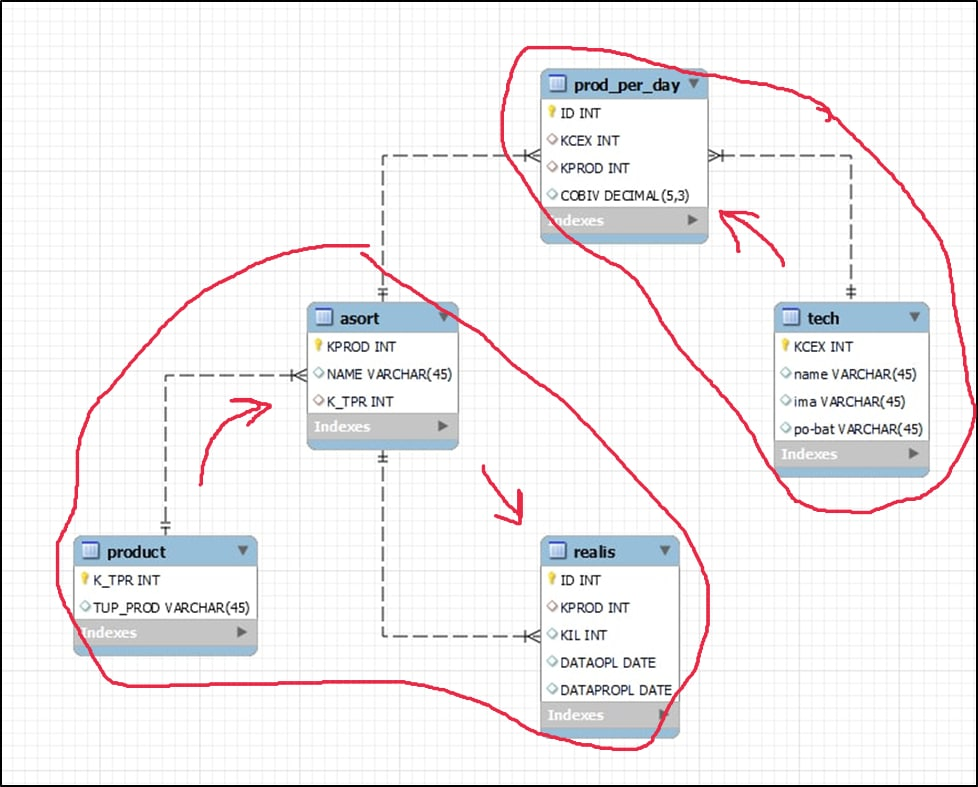 prod_per_day
ID INT
KCEX INT
KPROD INT
COBIV DECIMAL(5,3)
Indexes
asort
KPROD INT
NAME VARCHAR(45)
K_TPR INT
Indexes
tech
KCEX INT
name VARCHAR(45)
ima VARCHAR(45)
po-bat VARCHAR(45)
Indexes
product
K_TPR INT
TUP_PROD VARCHAR(45)
Indexes
realis
ID INT
KPROD INT
KIL INT
DATAOPL DATE
DATAPROPL DATE
Indexes